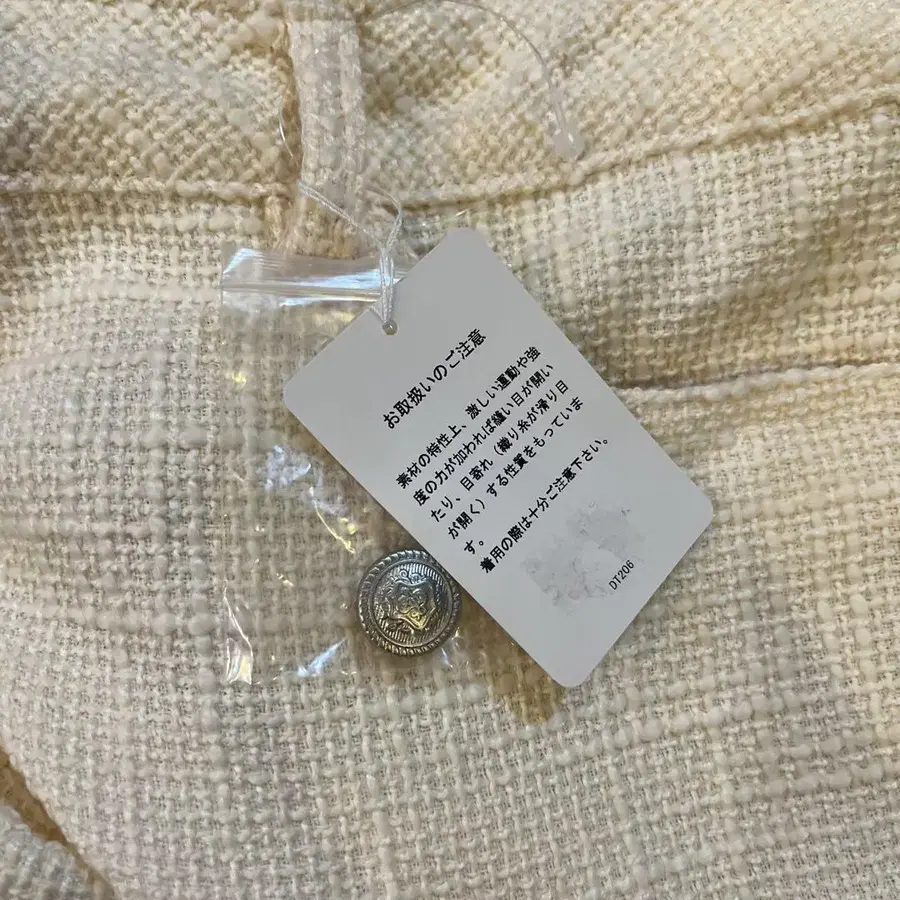 お取扱いのご注意
素材の特性上、激しい運動や強
度の力が加われば縫い目が開い
たり、目寄れ（織り糸が滑り目
が開く）する性質をもっていま
す。
着用の際は十分ご注意下さい。
DT206